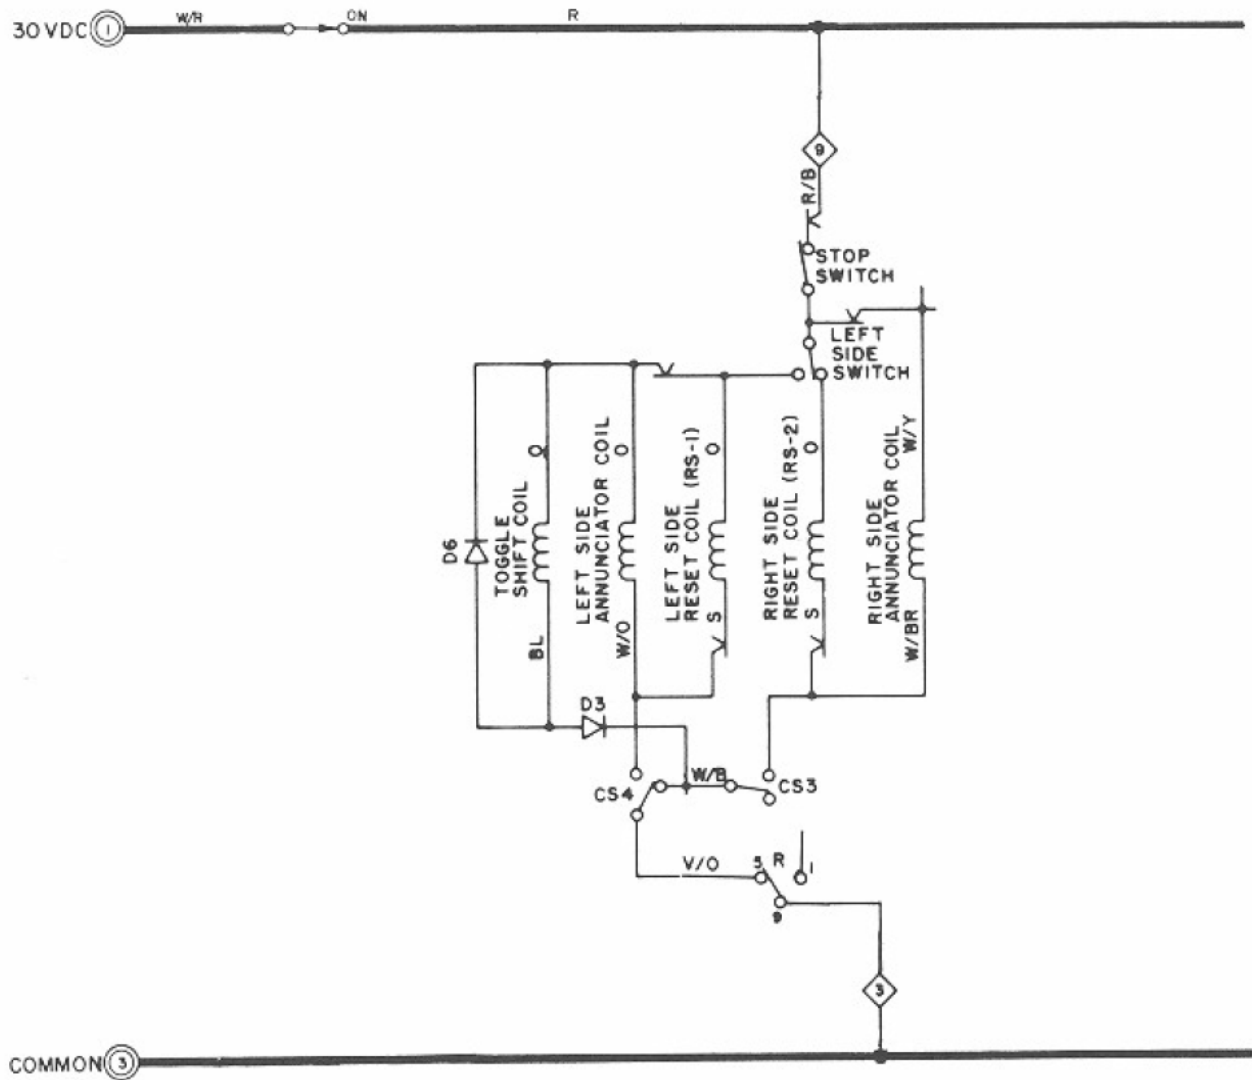 30 VDC 1
W/R
ON
R
9
R/B
STOP
SWITCH
LEFT
SIDE
SWITCH
D6
TOGGLE
SHIFT COIL
O
BL
LEFT SIDE
ANNUNCIATOR COIL
O
W/O
LEFT SIDE
RESET COIL (RS-1)
O
S
RIGHT SIDE
RESET COIL (RS-2)
O
S
RIGHT SIDE
ANNUNCIATOR COIL
W/Y
W/BR
D3
CS4
W/B
CS3
V/O
5
R
1
9
3
COMMON 3